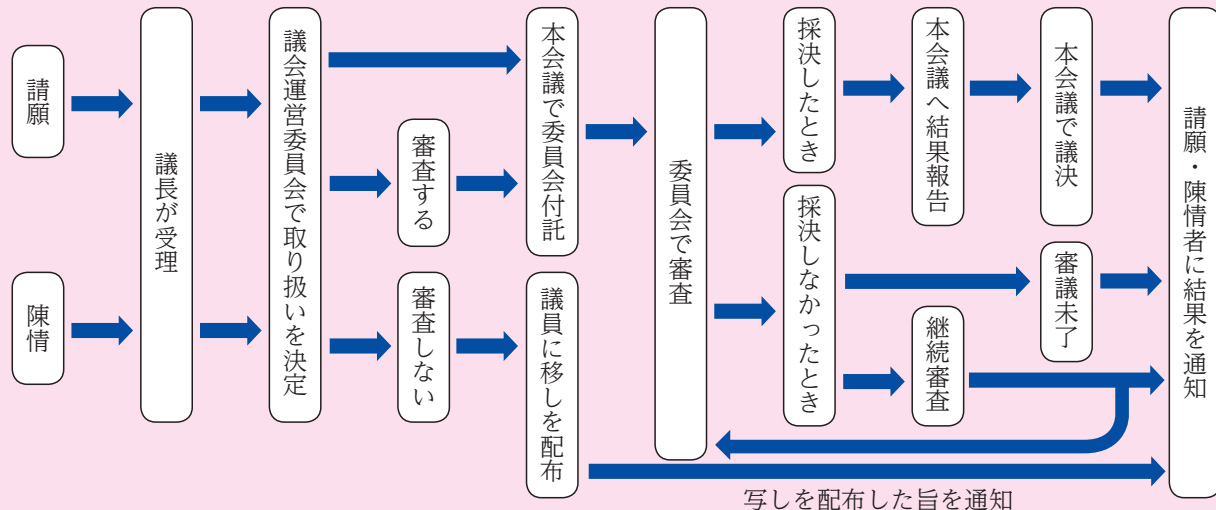 請願
陳情
議長が受理
議会運営委員会で取り扱いを決定
審査する
審査しない
本会議で委員会付託
議員に移しを配布
委員会で審査
採決したとき
採決しなかったとき
本会議へ結果報告
継続審査
本会議で議決
審議未了
請願・陳情者に結果を通知
写しを配布した旨を通知